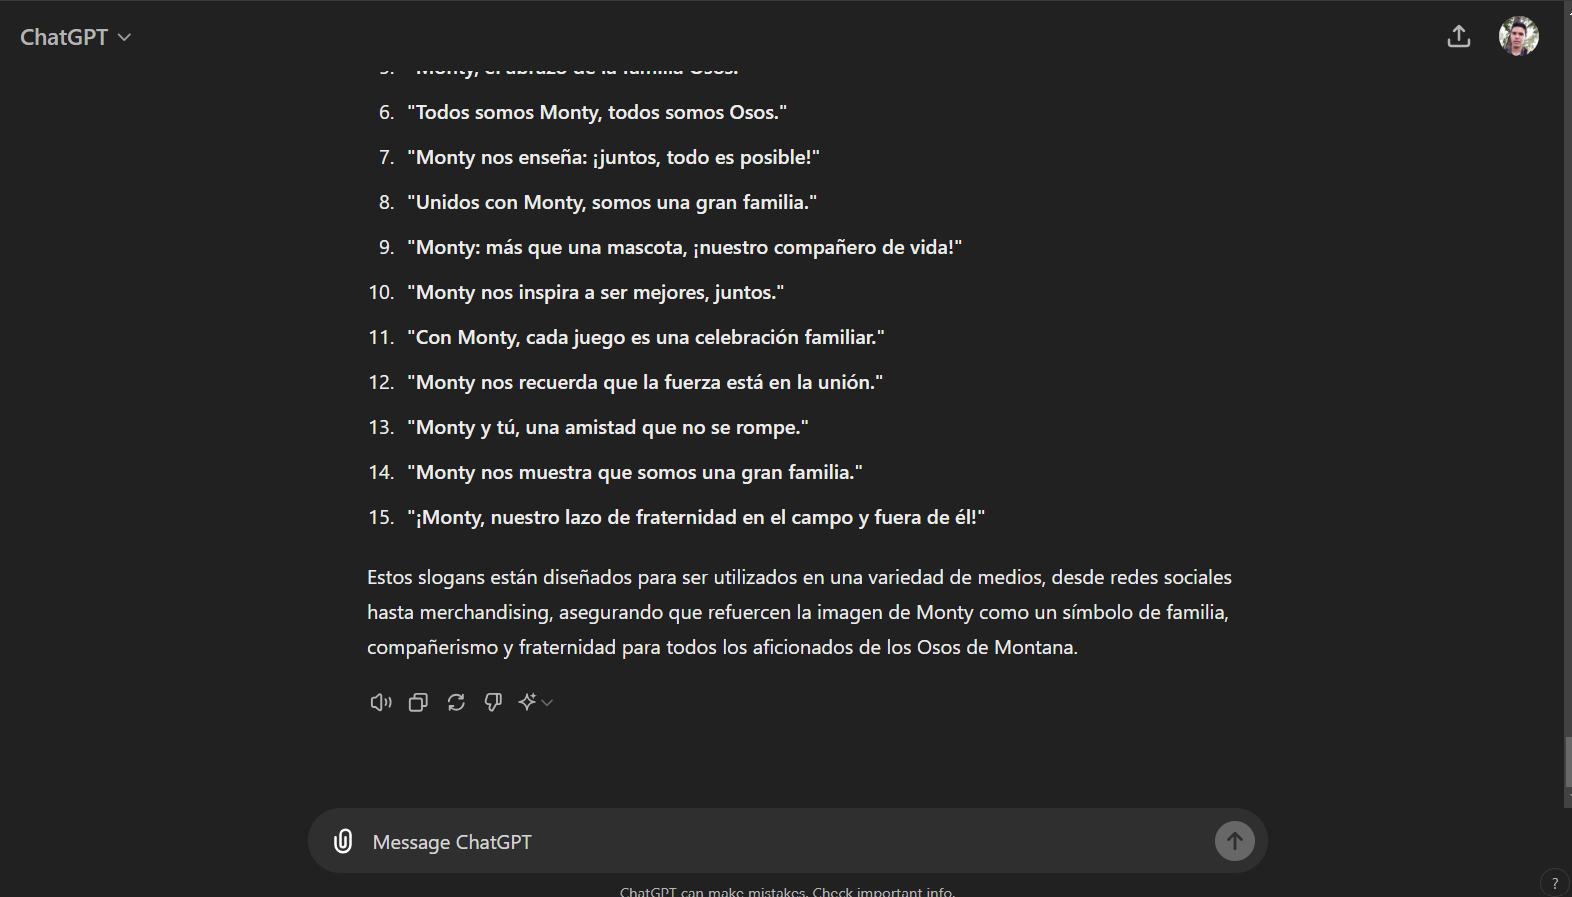 ChatGPT
5. "Monty, el abrazo de la familia Osos."
6. "Todos somos Monty, todos somos Osos."
7. "Monty nos enseña: ¡juntos, todo es posible!"
8. "Unidos con Monty, somos una gran familia."
9. "Monty: más que una mascota, ¡nuestro compañero de vida!"
10. "Monty nos inspira a ser mejores, juntos."
11. "Con Monty, cada juego es una celebración familiar."
12. "Monty nos recuerda que la fuerza está en la unión."
13. "Monty y tú, una amistad que no se rompe."
14. "Monty nos muestra que somos una gran familia."
15. "¡Monty, nuestro lazo de fraternidad en el campo y fuera de él!"
Estos slogans están diseñados para ser utilizados en una variedad de medios, desde redes sociales
hasta merchandising, asegurando que refuercen la imagen de Monty como un símbolo de familia,
compañerismo y fraternidad para todos los aficionados de los Osos de Montana.
Message ChatGPT
ChatGPT can make mistakes. Check important info.
?